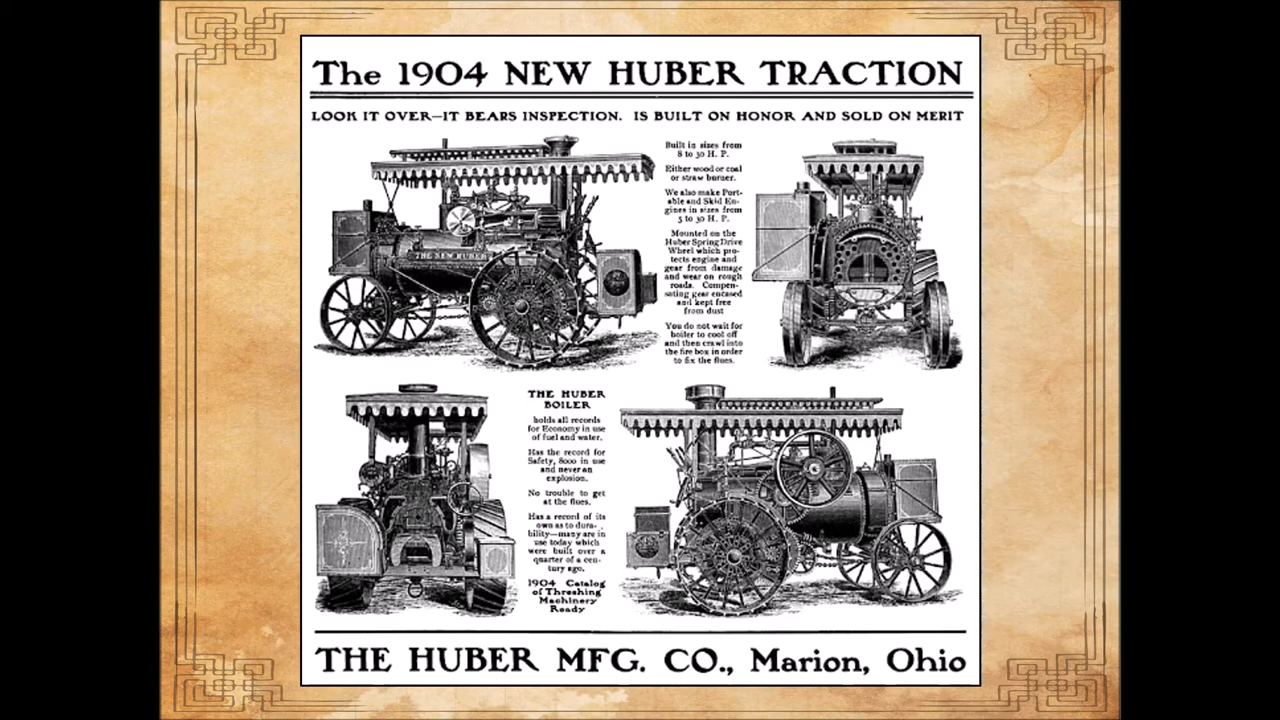 The 1904 NEW HUBER TRACTION
LOOK IT OVER—IT BEARS INSPECTION. IS BUILT ON HONOR AND SOLD ON MERIT
Built in sizes from
8 to 30 H. P.
Either wood or coal
or straw burner.
We also make Port-
able and Skid En-
gines in sizes from
5 to 30 H. P.
Mounted on the
Huber Spring Drive
Wheel which pro-
tects engine and
gear from damage
and wear on rough
roads. Compen-
sating gear encased
and kept free
from dust
You do not wait for
boiler to cool off
and then crawl into
the fire box in order
to fix the flues.
THE NEW HUBER
THE HUBER
BOILER
holds all records
for Economy in use
of fuel and water.
Has the record for
Safety, 8000 in use
and never an
explosion.
No trouble to get
at the flues.
Has a record of its
own as to dura-
bility—many are in
use today which
were built over a
quarter of a cen-
tury ago.
1904 Catalog
of Threshing
Machinery
Ready
THE HUBER MFG. CO., Marion, Ohio